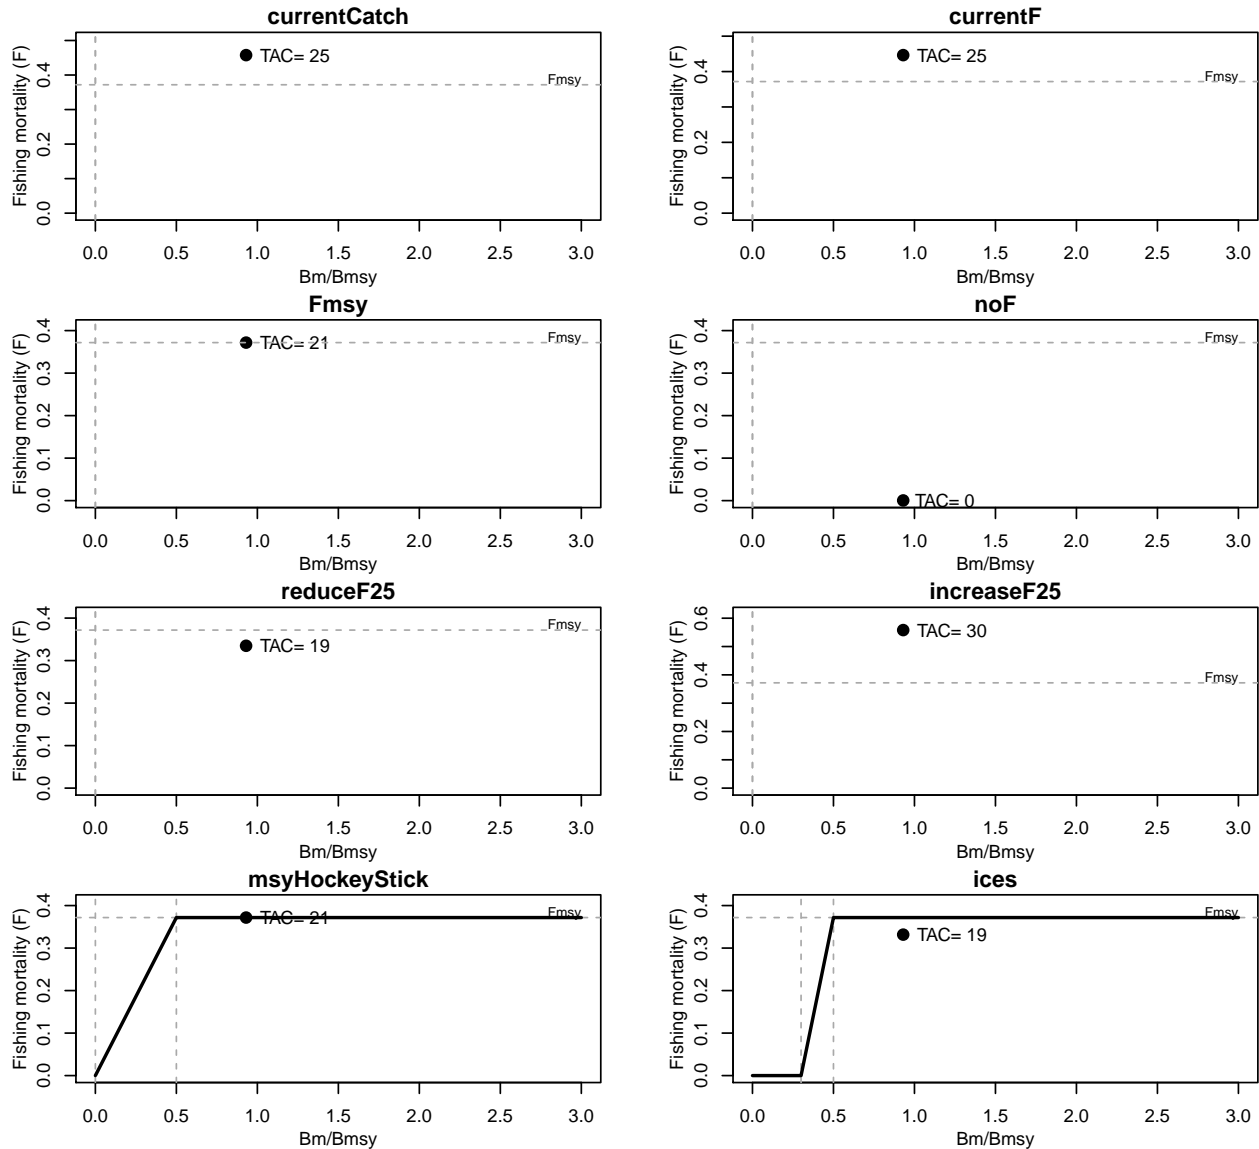 currentCatch
Fishing mortality (F)
0.0 0.2 0.4
TAC= 25
Fmsy
0.0 0.5 1.0 1.5 2.0 2.5 3.0
Bm/Bmsy
currentF
Fishing mortality (F)
0.0 0.2 0.4
TAC= 25
Fmsy
0.0 0.5 1.0 1.5 2.0 2.5 3.0
Bm/Bmsy
Fmsy
Fishing mortality (F)
0.0 0.1 0.2 0.3 0.4
TAC= 21
Fmsy
0.0 0.5 1.0 1.5 2.0 2.5 3.0
Bm/Bmsy
noF
Fishing mortality (F)
0.0 0.1 0.2 0.3 0.4
Fmsy
TAC= 0
0.0 0.5 1.0 1.5 2.0 2.5 3.0
Bm/Bmsy
reduceF25
Fishing mortality (F)
0.0 0.1 0.2 0.3 0.4
Fmsy
TAC= 19
0.0 0.5 1.0 1.5 2.0 2.5 3.0
Bm/Bmsy
increaseF25
Fishing mortality (F)
0.0 0.2 0.4 0.6
TAC= 30
Fmsy
0.0 0.5 1.0 1.5 2.0 2.5 3.0
Bm/Bmsy
msyHockeyStick
Fishing mortality (F)
0.0 0.1 0.2 0.3 0.4
TAC= 21
Fmsy
0.0 0.5 1.0 1.5 2.0 2.5 3.0
Bm/Bmsy
ices
Fishing mortality (F)
0.0 0.1 0.2 0.3 0.4
Fmsy
TAC= 19
0.0 0.5 1.0 1.5 2.0 2.5 3.0
Bm/Bmsy